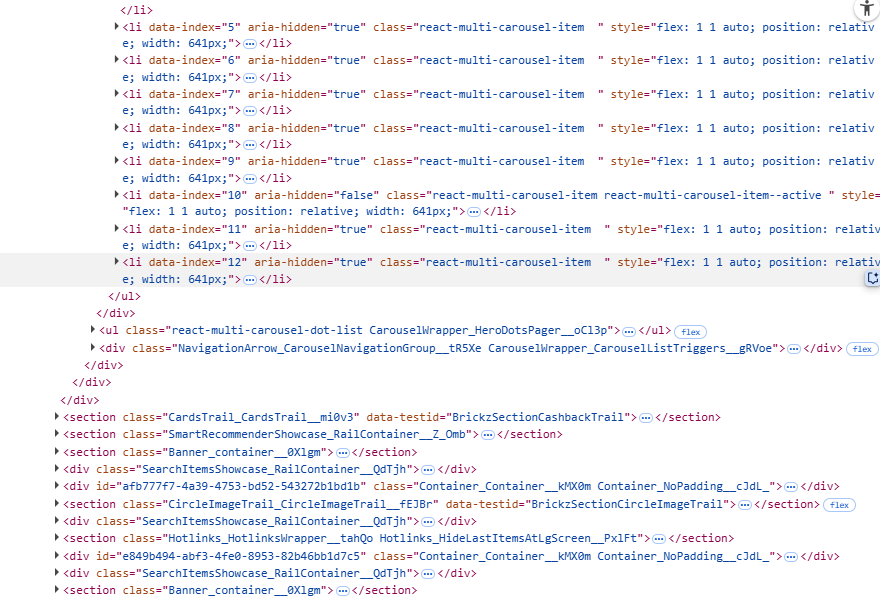 </li>
<li data-index="5" aria-hidden="true" class="react-multi-carousel-item  " style="flex: 1 1 auto; position: relativ
e; width: 641px;"> … </li>
<li data-index="6" aria-hidden="true" class="react-multi-carousel-item  " style="flex: 1 1 auto; position: relativ
e; width: 641px;"> … </li>
<li data-index="7" aria-hidden="true" class="react-multi-carousel-item  " style="flex: 1 1 auto; position: relativ
e; width: 641px;"> … </li>
<li data-index="8" aria-hidden="true" class="react-multi-carousel-item  " style="flex: 1 1 auto; position: relativ
e; width: 641px;"> … </li>
<li data-index="9" aria-hidden="true" class="react-multi-carousel-item  " style="flex: 1 1 auto; position: relativ
e; width: 641px;"> … </li>
<li data-index="10" aria-hidden="false" class="react-multi-carousel-item react-multi-carousel-item--active " style=
"flex: 1 1 auto; position: relative; width: 641px;"> … </li>
<li data-index="11" aria-hidden="true" class="react-multi-carousel-item  " style="flex: 1 1 auto; position: relativ
e; width: 641px;"> … </li>
<li data-index="12" aria-hidden="true" class="react-multi-carousel-item  " style="flex: 1 1 auto; position: relativ
e; width: 641px;"> … </li>
</ul>
</div>
<ul class="react-multi-carousel-dot-list CarouselWrapper_HeroDotsPager__oCl3p"> … </ul> flex
<div class="NavigationArrow_CarouselNavigationGroup__tR5Xe CarouselWrapper_CarouselListTriggers__gRVoe"> … </div> flex
</div>
</div>
</div>
<section class="CardsTrail_CardsTrail__mi0v3" data-testid="BrickzSectionCashbackTrail"> … </section>
<section class="SmartRecommenderShowcase_RailContainer__Z_Omb"> … </section>
<section class="Banner_container__0Xlgm"> … </section>
<div class="SearchItemsShowcase_RailContainer__QdTjh"> … </div>
<div id="afb777f7-4a39-4753-bd52-543272b1bd1b" class="Container_Container__kMX0m Container_NoPadding__cJdL_"> … </div>
<section class="CircleImageTrail_CircleImageTrail__fEJBr" data-testid="BrickzSectionCircleImageTrail"> … </section> flex
<div class="SearchItemsShowcase_RailContainer__QdTjh"> … </div>
<section class="Hotlinks_HotlinksWrapper__tahQo Hotlinks_HideLastItemsAtLgScreen__PxlFt"> … </section>
<div id="e849b494-abf3-4fe0-8953-82b46bb1d7c5" class="Container_Container__kMX0m Container_NoPadding__cJdL_"> … </div>
<div class="SearchItemsShowcase_RailContainer__QdTjh"> … </div>
<section class="Banner_container__0Xlgm"> … </section>